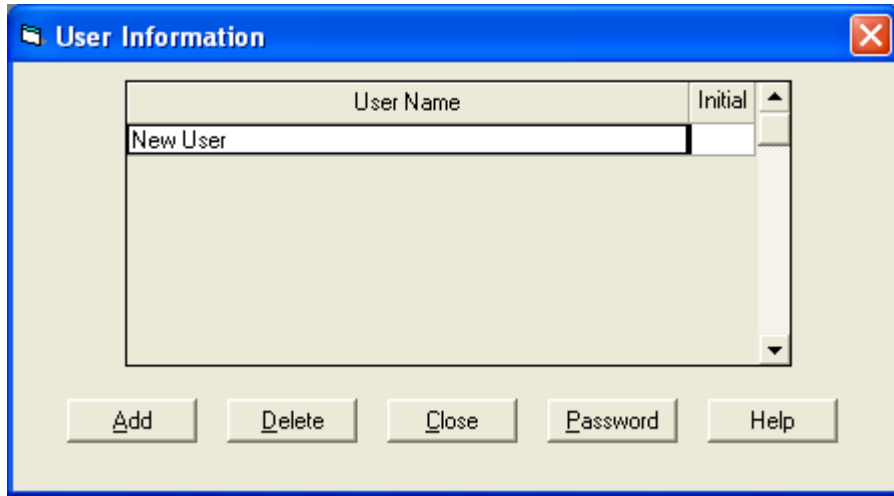 User Information
User Name Initial
New User
Add Delete Close Password Help